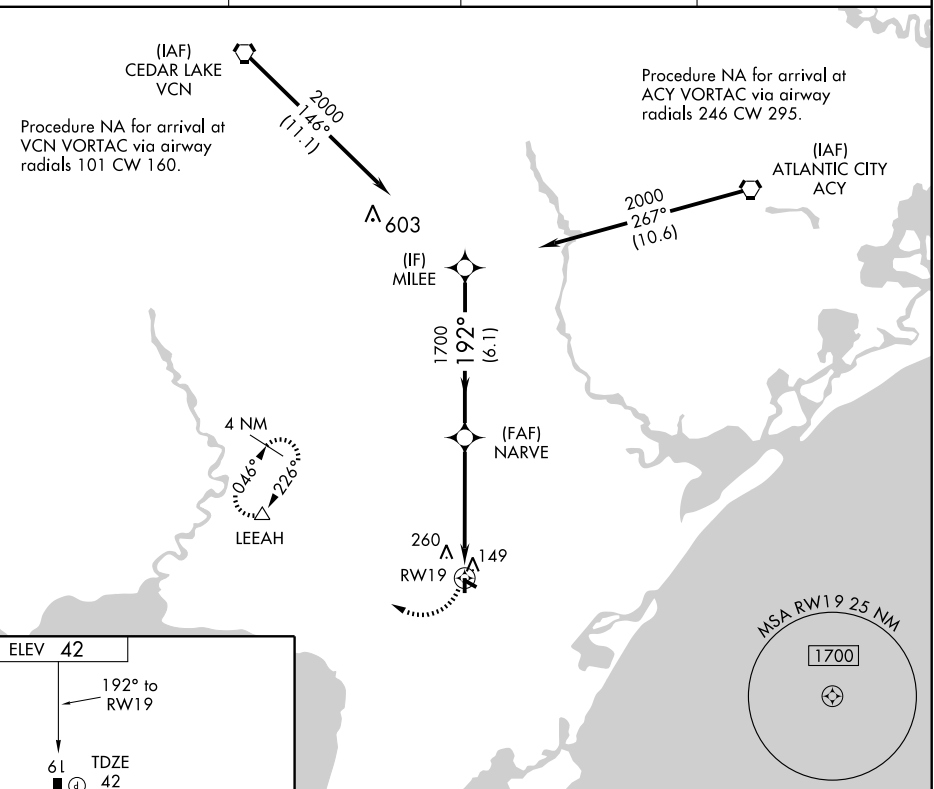 (IAF)
CEDAR LAKE
VCN
Procedure NA for arrival at
VCN VORTAC via airway
radials 101 CW 160.
2000
146°
(11.1)
Procedure NA for arrival at
ACY VORTAC via airway
radials 246 CW 295.
(IAF)
ATLANTIC CITY
ACY
2000
267°
(10.6)
603
(IF)
MILEE
1700
192°
(6.1)
4 NM
046°
226°
LEEAH
(FAF)
NARVE
260
149
RW19
MSA RW19 25 NM
1700
ELEV 42
192° to
RW19
19
TDZE
42
P